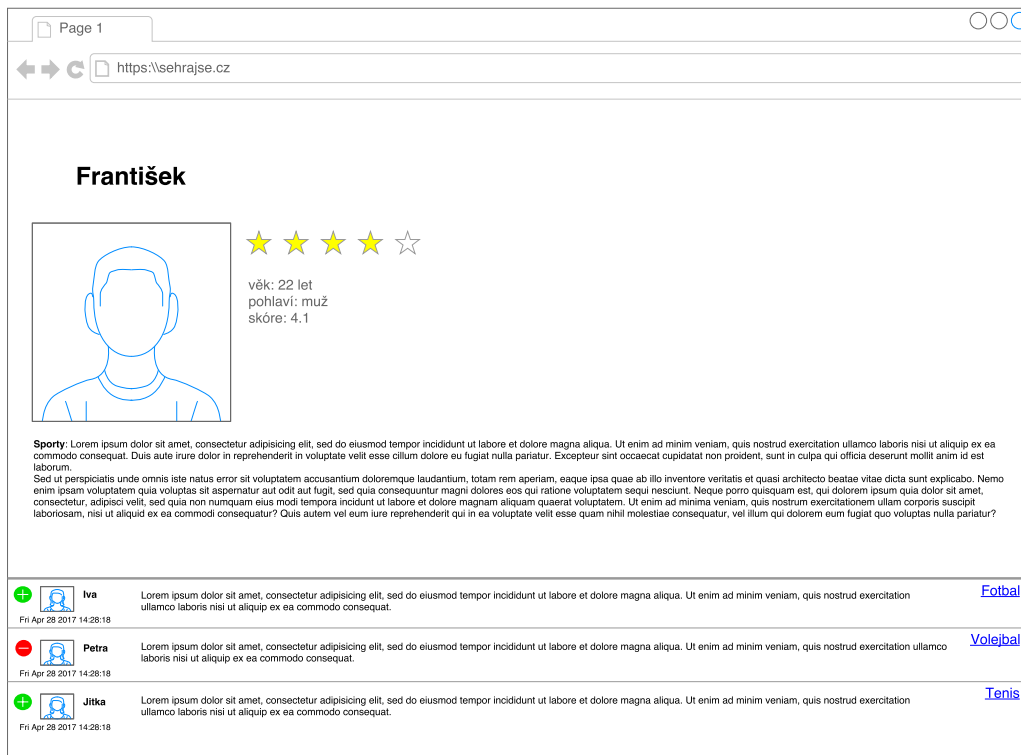 Page 1
https:\\sehrajse.cz
František
věk: 22 let
pohlaví: muž
skóre: 4.1
Sporty: Lorem ipsum dolor sit amet, consectetur adipisicing elit, sed do eiusmod tempor incididunt ut labore et dolore magna aliqua. Ut enim ad minim veniam, quis nostrud exercitation ullamco laboris nisi ut aliquip ex ea
commodo consequat. Duis aute irure dolor in reprehenderit in voluptate velit esse cillum dolore eu fugiat nulla pariatur. Excepteur sint occaecat cupidatat non proident, sunt in culpa qui officia deserunt mollit anim id est
laborum.
Sed ut perspiciatis unde omnis iste natus error sit voluptatem accusantium doloremque laudantium, totam rem aperiam, eaque ipsa quae ab illo inventore veritatis et quasi architecto beatae vitae dicta sunt explicabo. Nemo
enim ipsam voluptatem quia voluptas sit aspernatur aut odit aut fugit, sed quia consequuntur magni dolores eos qui ratione voluptatem sequi nesciunt. Neque porro quisquam est, qui dolorem ipsum quia dolor sit amet,
consectetur, adipisci velit, sed quia non numquam eius modi tempora incidunt ut labore et dolore magnam aliquam quaerat voluptatem. Ut enim ad minima veniam, quis nostrum exercitationem ullam corporis suscipit
laboriosam, nisi ut aliquid ex ea commodi consequatur? Quis autem vel eum iure reprehenderit qui in ea voluptate velit esse quam nihil molestiae consequatur, vel illum qui dolorem eum fugiat quo voluptas nulla pariatur?
Iva
Lorem ipsum dolor sit amet, consectetur adipisicing elit, sed do eiusmod tempor incididunt ut labore et dolore magna aliqua. Ut enim ad minim veniam, quis nostrud exercitation
ullamco laboris nisi ut aliquip ex ea commodo consequat.
Fotbal
Fri Apr 28 2017 14:28:18
Petra
Lorem ipsum dolor sit amet, consectetur adipisicing elit, sed do eiusmod tempor incididunt ut labore et dolore magna aliqua. Ut enim ad minim veniam, quis nostrud exercitation ullamco
laboris nisi ut aliquip ex ea commodo consequat.
Volejbal
Fri Apr 28 2017 14:28:18
Jitka
Lorem ipsum dolor sit amet, consectetur adipisicing elit, sed do eiusmod tempor incididunt ut labore et dolore magna aliqua. Ut enim ad minim veniam, quis nostrud exercitation
ullamco laboris nisi ut aliquip ex ea commodo consequat.
Tenis
Fri Apr 28 2017 14:28:18